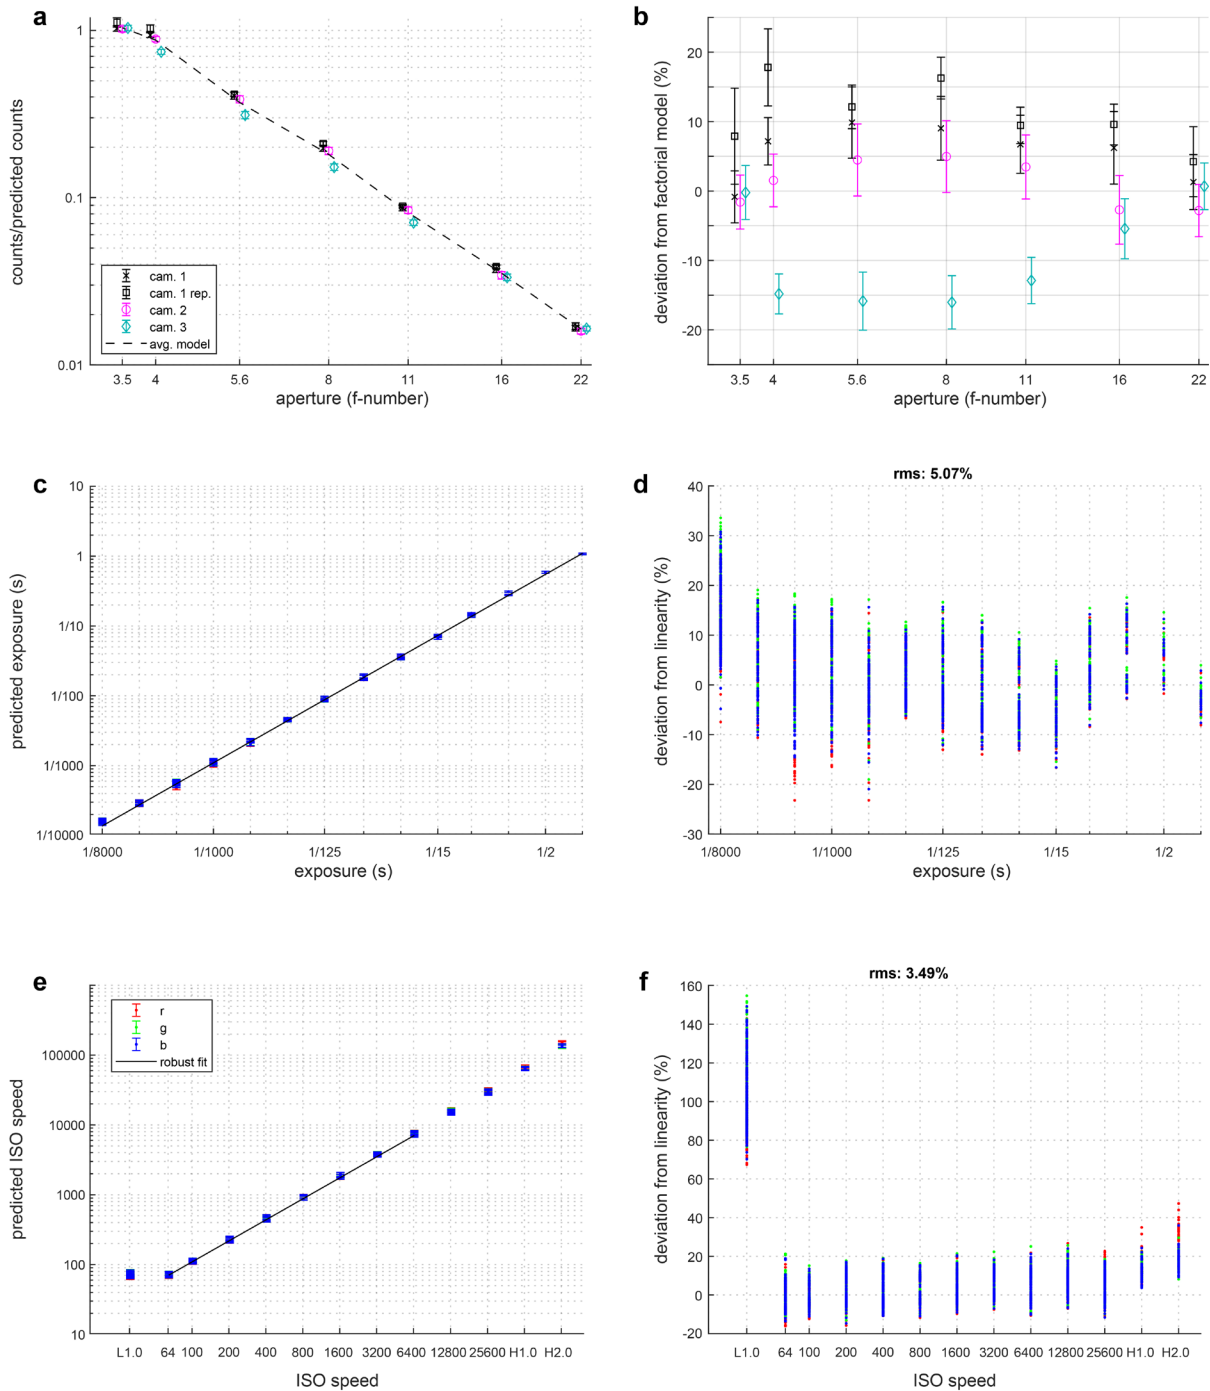 a
1
0.1
0.01
counts/predicted counts
cam. 1
cam. 1 rep.
cam. 2
cam. 3
avg. model
3.5 4 5.6 8 11 16 22
aperture (f-number)
b
20
10
0
-10
-20
deviation from factorial model (%)
3.5 4 5.6 8 11 16 22
aperture (f-number)
c
10
1
1/10
1/100
1/1000
1/10000
predicted exposure (s)
1/8000 1/1000 1/125 1/15 1/2
exposure (s)
d
rms: 5.07%
40
30
20
10
0
-10
-20
-30
deviation from linearity (%)
1/8000 1/1000 1/125 1/15 1/2
exposure (s)
e
r
g
b
robust fit
100000
10000
1000
100
10
predicted ISO speed
L1.0 64 100 200 400 800 1600 3200 6400 12800 25600 H1.0 H2.0
ISO speed
f
rms: 3.49%
160
140
120
100
80
60
40
20
0
-20
deviation from linearity (%)
L1.0 64 100 200 400 800 1600 3200 6400 12800 25600 H1.0 H2.0
ISO speed